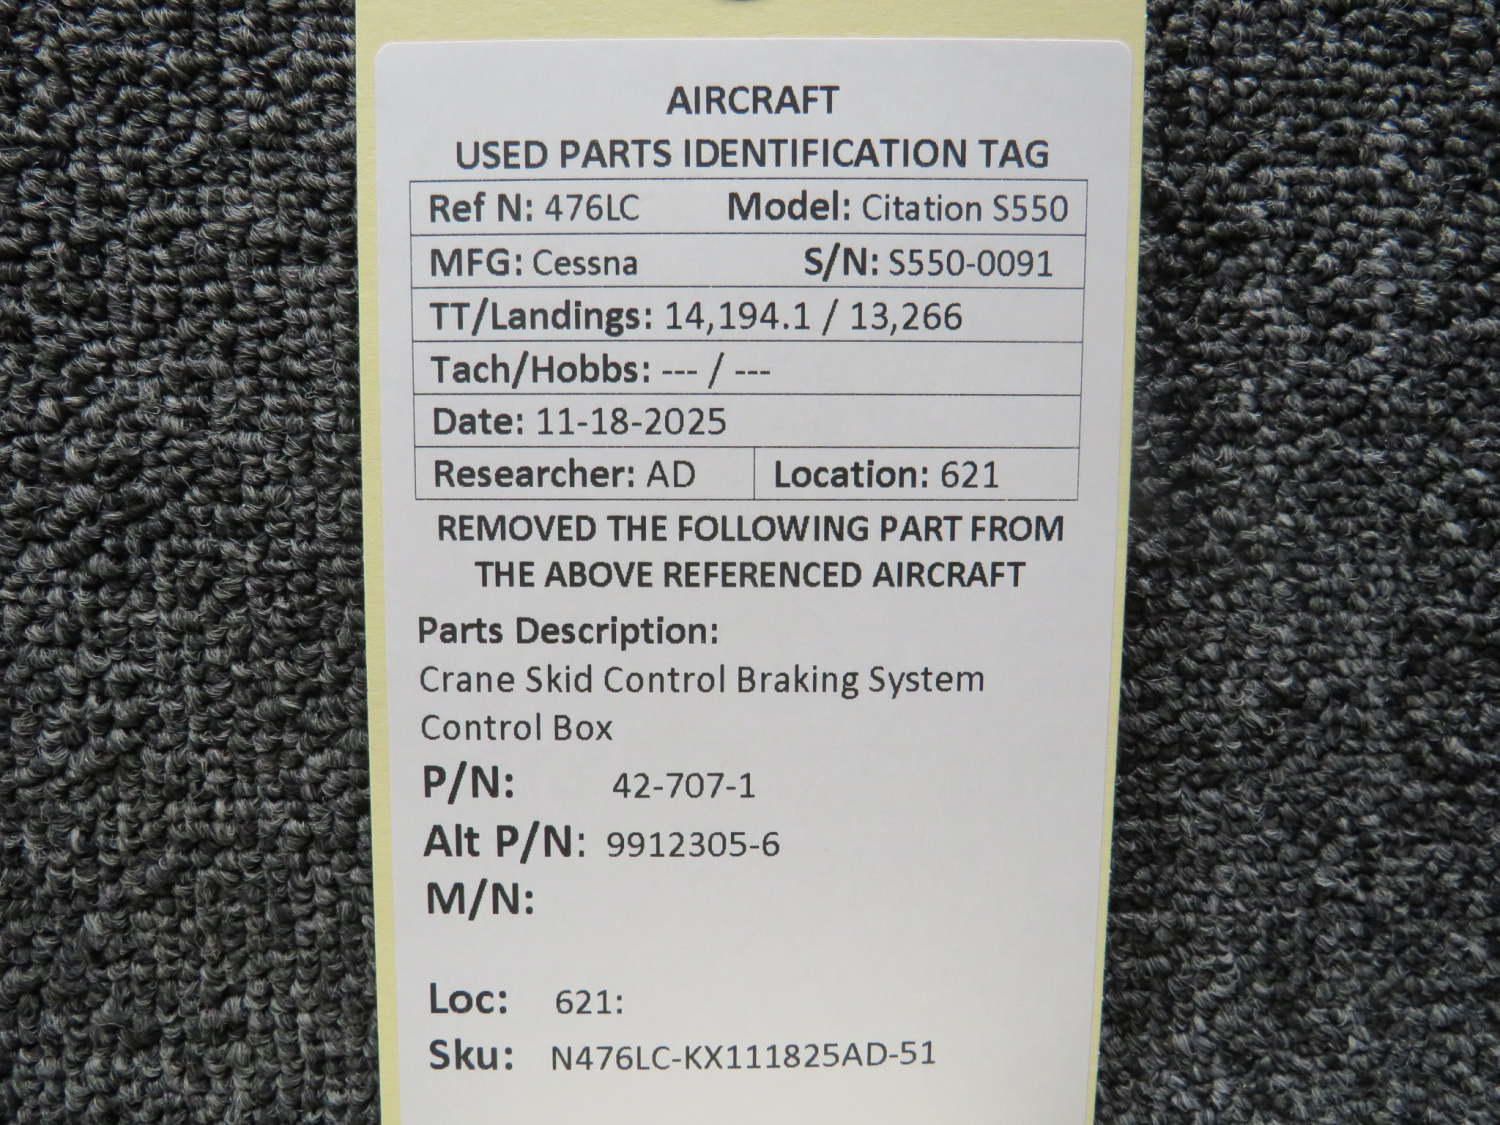 AIRCRAFT
USED PARTS IDENTIFICATION TAG
Ref N: 476LC Model: Citation S550
MFG: Cessna S/N: S550-0091
TT/Landings: 14,194.1 / 13,266
Tach/Hobbs: --- / ---
Date: 11-18-2025
Researcher: AD Location: 621
REMOVED THE FOLLOWING PART FROM
THE ABOVE REFERENCED AIRCRAFT
Parts Description:
Crane Skid Control Braking System
Control Box
P/N: 42-707-1
Alt P/N: 9912305-6
M/N:
Loc: 621:
Sku: N476LC-KX111825AD-51